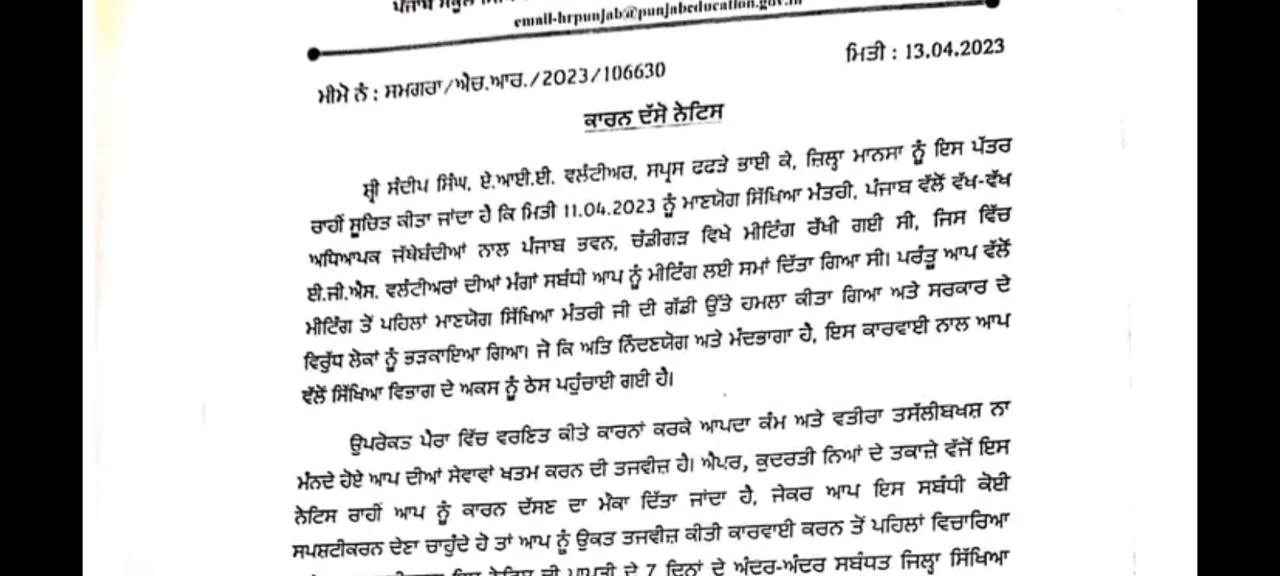 ਪੰਜਾਬ ਸਕੂਲ
email-hrpunjab@punjabeducation.gov.in
ਮੀਮੋ ਨੰ : ਸਮਗਰਾ/ਐਚ.ਆਰ./2023/106630
ਮਿਤੀ : 13.04.2023
ਕਾਰਨ ਦੱਸੋ ਨੋਟਿਸ
ਸ਼੍ਰੀ ਸੰਦੀਪ ਸਿੰਘ, ਏ.ਆਈ.ਈ. ਵਲੰਟੀਅਰ, ਸਪ੍ਰਸ ਫਫੜੇ ਭਾਈ ਕੇ, ਜ਼ਿਲ੍ਹਾ ਮਾਨਸਾ ਨੂੰ ਇਸ ਪੱਤਰ
ਰਾਹੀਂ ਸੂਚਿਤ ਕੀਤਾ ਜਾਂਦਾ ਹੈ ਕਿ ਮਿਤੀ 11.04.2023 ਨੂੰ ਮਾਣਯੋਗ ਸਿੱਖਿਆ ਮੰਤਰੀ, ਪੰਜਾਬ ਵੱਲੋਂ ਵੱਖ-ਵੱਖ
ਅਧਿਆਪਕ ਜੱਥੇਬੰਦੀਆਂ ਨਾਲ ਪੰਜਾਬ ਭਵਨ, ਚੰਡੀਗੜ ਵਿਖੇ ਮੀਟਿੰਗ ਰੱਖੀ ਗਈ ਸੀ, ਜਿਸ ਵਿੱਚ
ਈ.ਜੀ.ਐਸ. ਵਲੰਟੀਅਰਾਂ ਦੀਆਂ ਮੰਗਾਂ ਸਬੰਧੀ ਆਪ ਨੂੰ ਮੀਟਿੰਗ ਲਈ ਸਮਾਂ ਦਿੱਤਾ ਗਿਆ ਸੀ। ਪਰੰਤੂ ਆਪ ਵੱਲੋਂ
ਮੀਟਿੰਗ ਤੋਂ ਪਹਿਲਾਂ ਮਾਣਯੋਗ ਸਿੱਖਿਆ ਮੰਤਰੀ ਜੀ ਦੀ ਗੱਡੀ ਉੱਤੇ ਹਮਲਾ ਕੀਤਾ ਗਿਆ ਅਤੇ ਸਰਕਾਰ ਦੇ
ਵਿਰੁੱਧ ਲੋਕਾਂ ਨੂੰ ਭੜਕਾਇਆ ਗਿਆ। ਜੋ ਕਿ ਅਤਿ ਨਿੰਦਣਯੋਗ ਅਤੇ ਮੰਦਭਾਗਾ ਹੈ, ਇਸ ਕਾਰਵਾਈ ਨਾਲ ਆਪ
ਵੱਲੋਂ ਸਿੱਖਿਆ ਵਿਭਾਗ ਦੇ ਅਕਸ ਨੂੰ ਠੇਸ ਪਹੁੰਚਾਈ ਗਈ ਹੈ।
ਉਪਰੋਕਤ ਪੈਰਾ ਵਿੱਚ ਵਰਣਿਤ ਕੀਤੇ ਕਾਰਨਾਂ ਕਰਕੇ ਆਪਦਾ ਕੰਮ ਅਤੇ ਵਤੀਰਾ ਤਸੱਲੀਬਖਸ਼ ਨਾ
ਮੰਨਦੇ ਹੋਏ ਆਪ ਦੀਆਂ ਸੇਵਾਵਾਂ ਖਤਮ ਕਰਨ ਦੀ ਤਜਵੀਜ਼ ਹੈ। ਐਪਰ, ਕੁਦਰਤੀ ਨਿਆਂ ਦੇ ਤਕਾਜ਼ੇ ਵੱਜੋਂ ਇਸ
ਨੋਟਿਸ ਰਾਹੀਂ ਆਪ ਨੂੰ ਕਾਰਨ ਦੱਸਣ ਦਾ ਮੌਕਾ ਦਿੱਤਾ ਜਾਂਦਾ ਹੈ, ਜੇਕਰ ਆਪ ਇਸ ਸਬੰਧੀ ਕੋਈ
ਸਪਸ਼ਟੀਕਰਨ ਦੇਣਾ ਚਾਹੁੰਦੇ ਹੋ ਤਾਂ ਆਪ ਨੂੰ ਉਕਤ ਤਜਵੀਜ਼ ਕੀਤੀ ਕਾਰਵਾਈ ਕਰਨ ਤੋਂ ਪਹਿਲਾਂ ਵਿਚਾਰਿਆ
ਨੋਟਿਸ ਦੀ ਪ੍ਰਾਪਤੀ ਦੇ 7 ਦਿਨਾਂ ਦੇ ਅੰਦਰ-ਅੰਦਰ ਸਬੰਧਤ ਜਿਲ੍ਹਾ ਸਿੱਖਿਆ